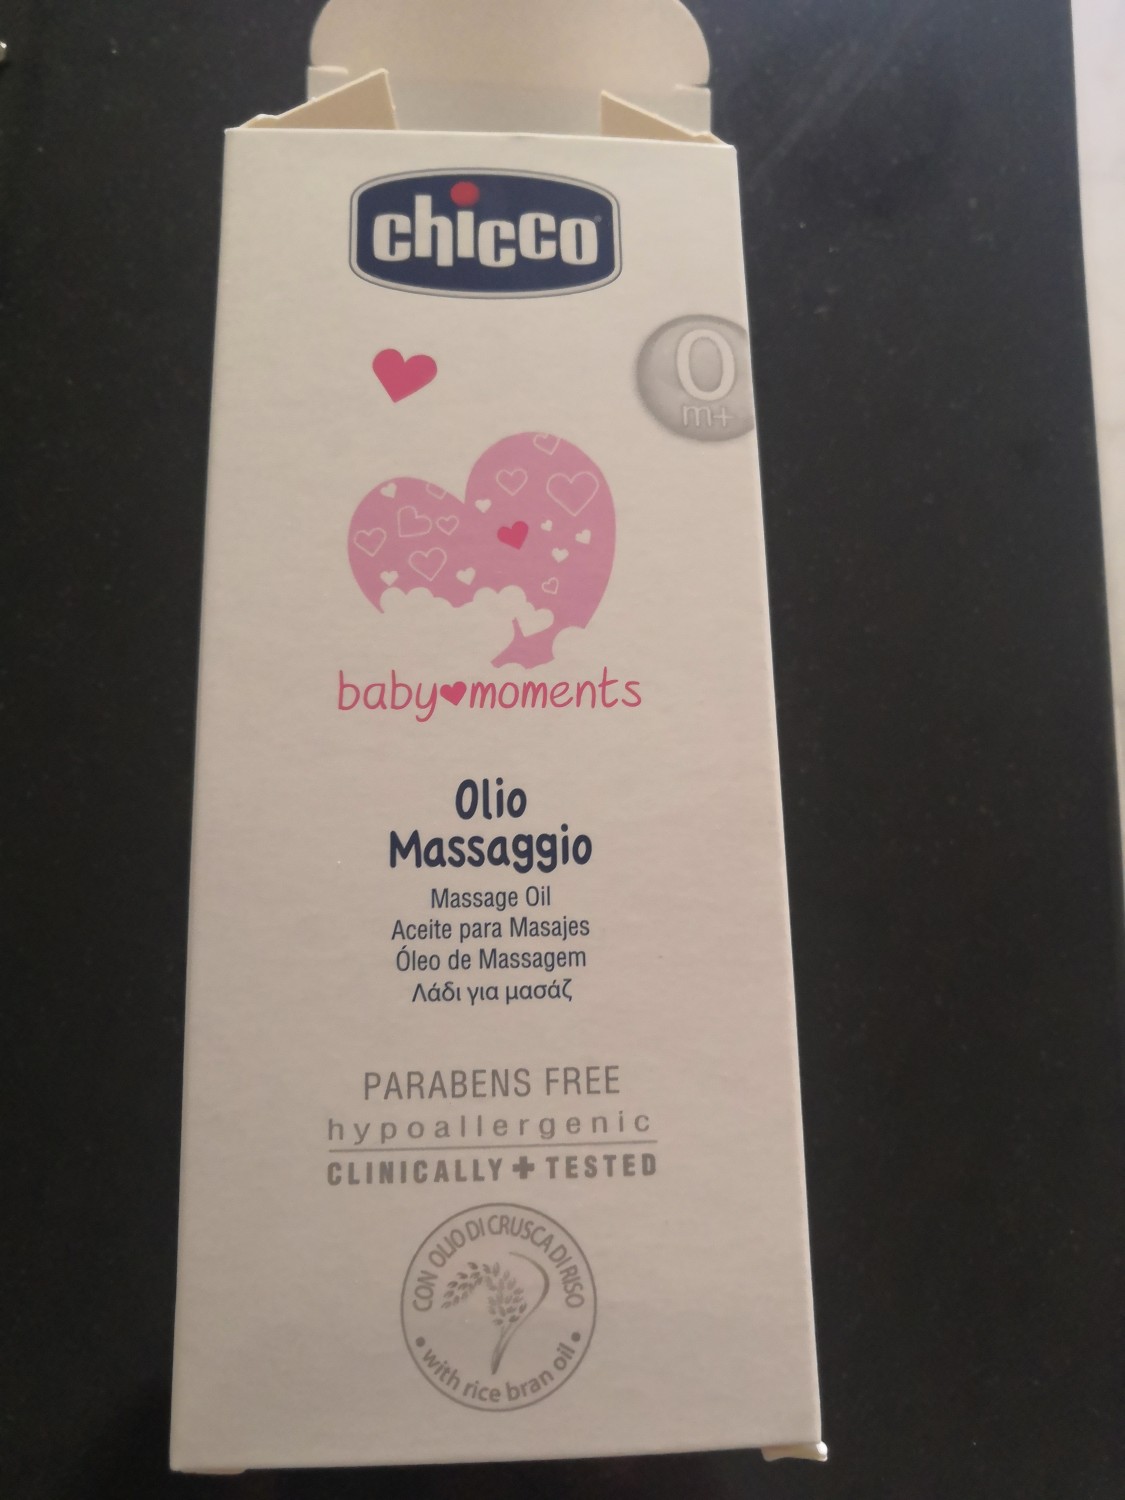 chicco
0
m+
baby moments
Olio
Massaggio
Massage Oil
Aceite para Masajes
Óleo de Massagem
Λάδι για μασάζ
PARABENS FREE
hypoallergenic
CLINICALLY + TESTED
CON OLIO DI CRUSCA DI RISO
• with rice bran oil •